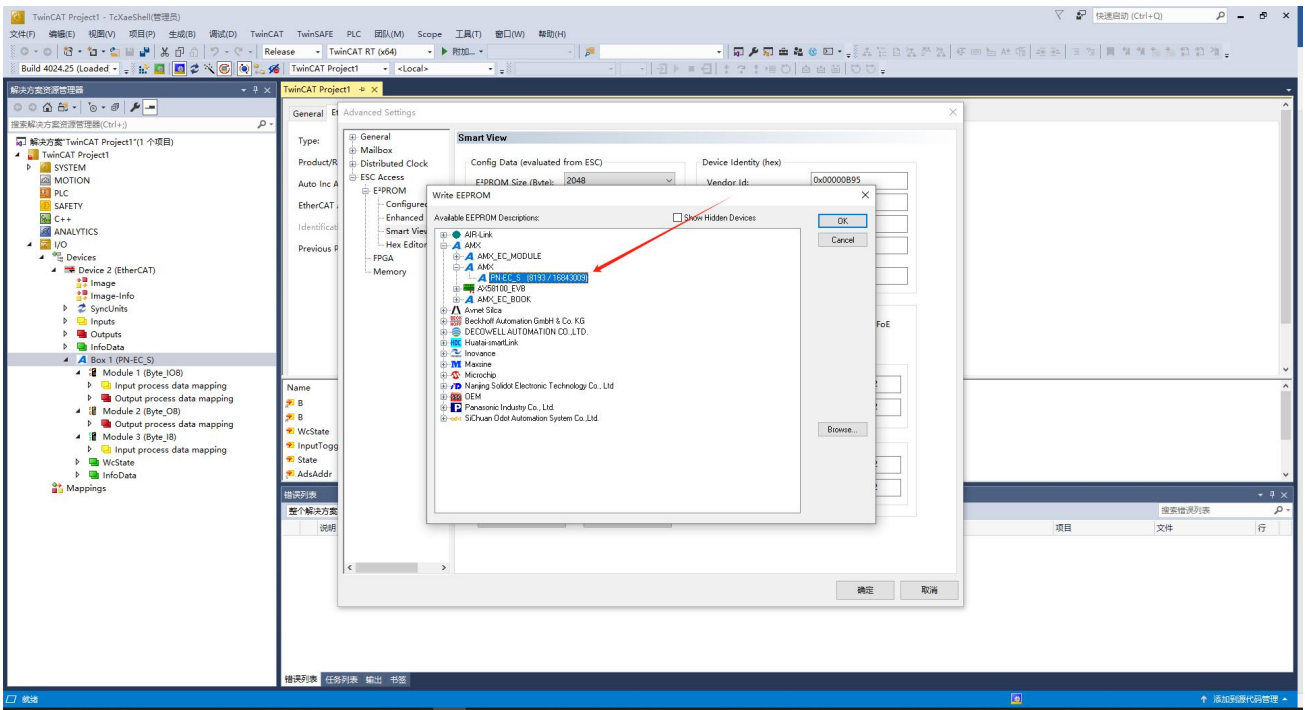 TwinCAT Project1 - TcXaeShell(管理员)
快速启动 (Ctrl+Q)
文件(F) 编辑(E) 视图(V) 项目(P) 生成(B) 调试(D) TwinCAT TwinSAFE PLC 团队(M) Scope 工具(T) 窗口(W) 帮助(H)
Release TwinCAT RT (x64) 附加...
Build 4024.25 (Loaded TwinCAT Project1 <Local>
解决方案资源管理器
搜索解决方案资源管理器(Ctrl+;)
解决方案"TwinCAT Project1"(1 个项目)
TwinCAT Project1
SYSTEM
MOTION
PLC
SAFETY
C++
ANALYTICS
I/O
Devices
Device 2 (EtherCAT)
Image
Image-Info
SyncUnits
Inputs
Outputs
InfoData
Box 1 (PN-EC_S)
Module 1 (Byte_IO8)
Input process data mapping
Output process data mapping
Module 2 (Byte_O8)
Output process data mapping
Module 3 (Byte_I8)
Input process data mapping
WcState
InfoData
Mappings
TwinCAT Project1
General
Type:
Product/R
Auto Inc A
EtherCAT
Identificat
Previous P
Name
B
B
WcState
InputTogg
State
AdsAddr
Advanced Settings
General
Mailbox
Distributed Clock
ESC Access
E²PROM
Configured
Enhanced
Smart View
Hex Editor
FPGA
Memory
Smart View
Config Data (evaluated from ESC)
E²PROM Size (Byte): 2048
Device Identity (hex)
Vendor Id: 0x00000B95
FoE
Write EEPROM
Available EEPROM Descriptions:
Show Hidden Devices
OK
Cancel
Browse...
AIR-Link
AMX
AMX_EC_MODULE
AMX
PN-EC_S (8193 / 16843009)
AX58100_EVB
AMX_EC_BOOK
Avnet Silica
Beckhoff Automation GmbH & Co. KG
DECOWELL AUTOMATION CO.,LTD.
Huatai-smartLink
Inovance
Maxsine
Microchip
Nanjing Solidot Electronic Technology Co., Ltd
OEM
Panasonic Industry Co., Ltd.
SiChuan Odot Automation System Co.,Ltd.
确定 取消
错误列表
整个解决方案
搜索错误列表
说明 项目 文件 行
错误列表 任务列表 输出 书签
就绪
添加到源代码管理